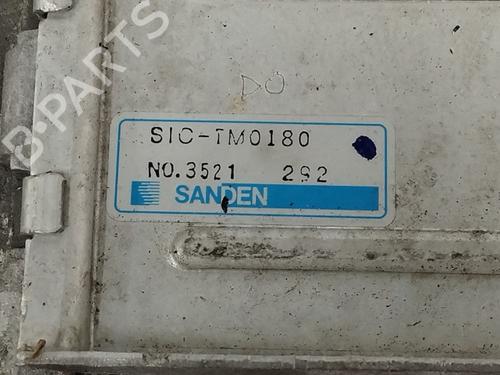 B-PARTS
DO
SIC-TM0180
NO.3521 292
SANDEN